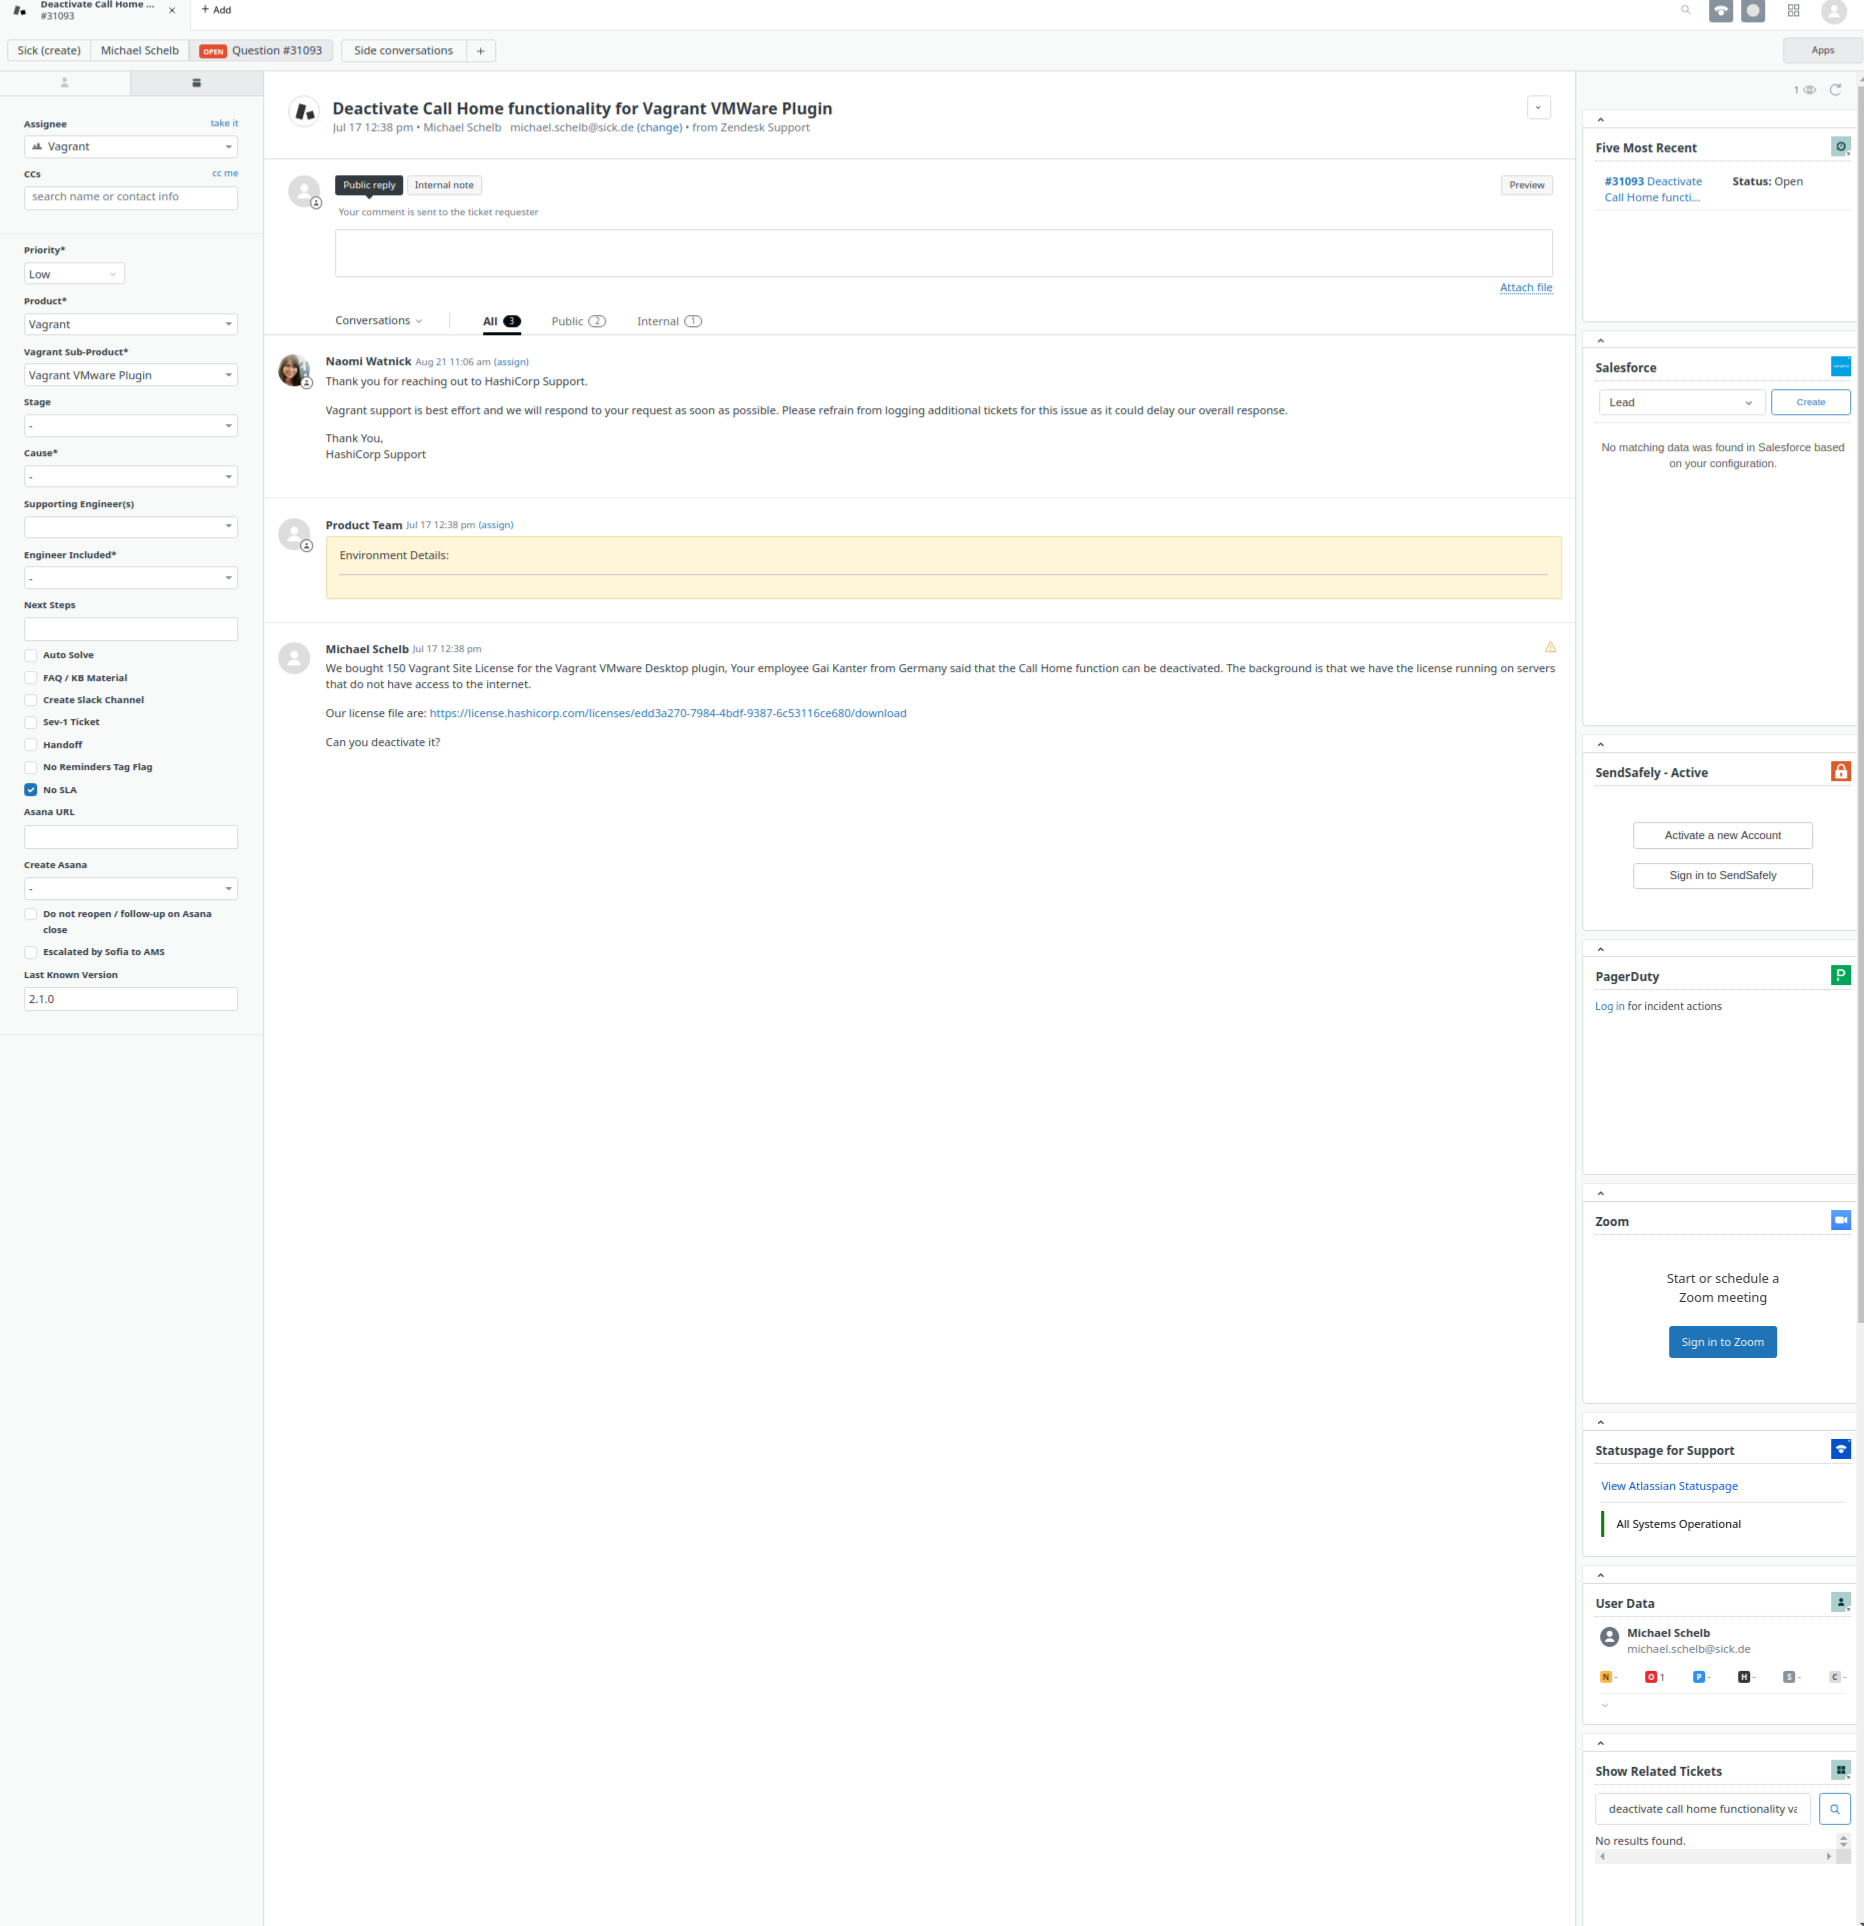 Deactivate Call Home ...
#31093
+ Add
Sick (create)
Michael Schelb
OPEN Question #31093
Side conversations
+
Apps
Assignee
take it
Vagrant
CCs
cc me
search name or contact info
Priority*
Low
Product*
Vagrant
Vagrant Sub-Product*
Vagrant VMware Plugin
Stage
-
Cause*
-
Supporting Engineer(s)
Engineer Included*
-
Next Steps
Auto Solve
FAQ / KB Material
Create Slack Channel
Sev-1 Ticket
Handoff
No Reminders Tag Flag
No SLA
Asana URL
Create Asana
-
Do not reopen / follow-up on Asana
close
Escalated by Sofia to AMS
Last Known Version
2.1.0
Deactivate Call Home functionality for Vagrant VMWare Plugin
Jul 17 12:38 pm • Michael Schelb michael.schelb@sick.de (change) • from Zendesk Support
Public reply
Internal note
Preview
Your comment is sent to the ticket requester
Attach file
Conversations
All 3
Public 2
Internal 1
Naomi Watnick Aug 21 11:06 am (assign)
Thank you for reaching out to HashiCorp Support.
Vagrant support is best effort and we will respond to your request as soon as possible. Please refrain from logging additional tickets for this issue as it could delay our overall response.
Thank You,
HashiCorp Support
Product Team Jul 17 12:38 pm (assign)
Environment Details:
Michael Schelb Jul 17 12:38 pm
We bought 150 Vagrant Site License for the Vagrant VMware Desktop plugin, Your employee Gai Kanter from Germany said that the Call Home function can be deactivated. The background is that we have the license running on servers
that do not have access to the internet.
Our license file are: https://license.hashicorp.com/licenses/edd3a270-7984-4bdf-9387-6c53116ce680/download
Can you deactivate it?
1
Five Most Recent
#31093 Deactivate
Call Home functi...
Status: Open
Salesforce
Lead
Create
No matching data was found in Salesforce based
on your configuration.
SendSafely - Active
Activate a new Account
Sign in to SendSafely
PagerDuty
P
Log in for incident actions
Zoom
Start or schedule a
Zoom meeting
Sign in to Zoom
Statuspage for Support
View Atlassian Statuspage
All Systems Operational
User Data
Michael Schelb
michael.schelb@sick.de
N - O 1 P - H - S - C -
Show Related Tickets
deactivate call home functionality va
No results found.